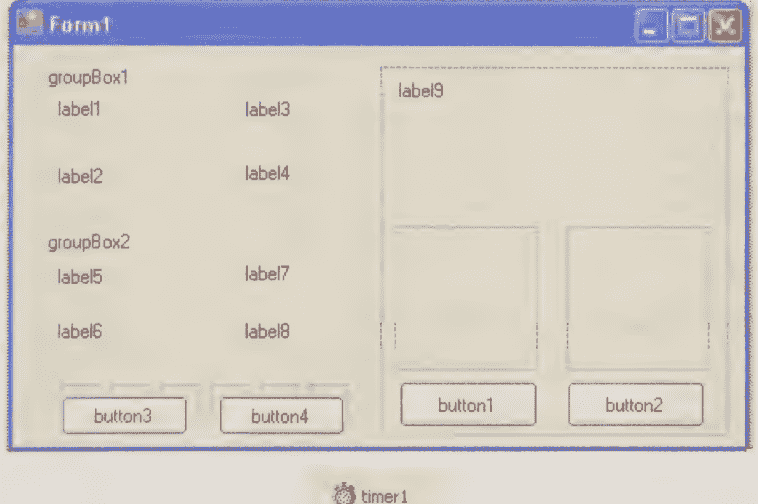 Form1
groupBox1
label1 label3
label2 label4
groupBox2
label5 label7
label6 label8
button3 button4
label9
button1 button2
timer1